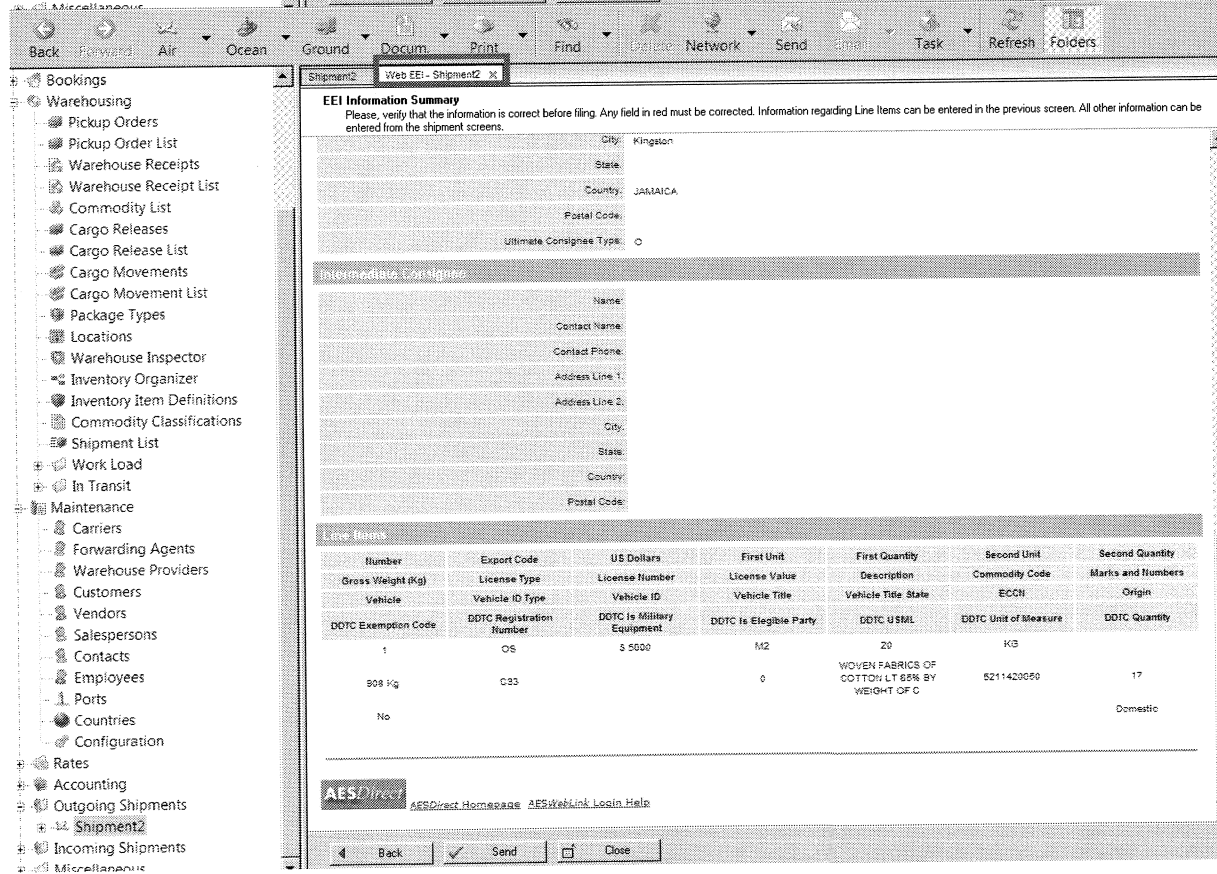 Miscellaneous
Back Forward Air Ocean Ground Docum. Print Find Delete Network Send Email Task Refresh Folders
Bookings
Warehousing
Pickup Orders
Pickup Order List
Warehouse Receipts
Warehouse Receipt List
Commodity List
Cargo Releases
Cargo Release List
Cargo Movements
Cargo Movement List
Package Types
Locations
Warehouse Inspector
Inventory Organizer
Inventory Item Definitions
Commodity Classifications
Shipment List
Work Load
In Transit
Maintenance
Carriers
Forwarding Agents
Warehouse Providers
Customers
Vendors
Salespersons
Contacts
Employees
Ports
Countries
Configuration
Rates
Accounting
Outgoing Shipments
Shipment2
Incoming Shipments
Miscellaneous
Shipment2 Web EEI - Shipment2 X
EEI Information Summary
Please, verify that the information is correct before filing. Any field in red must be corrected. Information regarding Line Items can be entered in the previous screen. All other information can be
entered from the shipment screens.
City: Kingston
State:
Country: JAMAICA
Postal Code:
Ultimate Consignee Type: O
Intermediate Consignee
Name:
Contact Name:
Contact Phone:
Address Line 1:
Address Line 2:
City:
State:
Country:
Postal Code:
Line Items
Number Export Code US Dollars First Unit First Quantity Second Unit Second Quantity
Gross Weight (Kg) License Type License Number License Value Description Commodity Code Marks and Numbers
Vehicle Vehicle ID Type Vehicle ID Vehicle Title Vehicle Title State ECCN Origin
DDTC Exemption Code DDTC Registration Number DDTC Is Military Equipment DDTC Is Elegible Party DDTC USML DDTC Unit of Measure DDTC Quantity
1 OS $ 5000 M2 20 KG
908 Kg C33 0 WOVEN FABRICS OF COTTON LT 85% BY WEIGHT OF C 5211420060 17
No Domestic
AESDirect AESDirect Homepage AESWebLink Login Help
Back Send Close